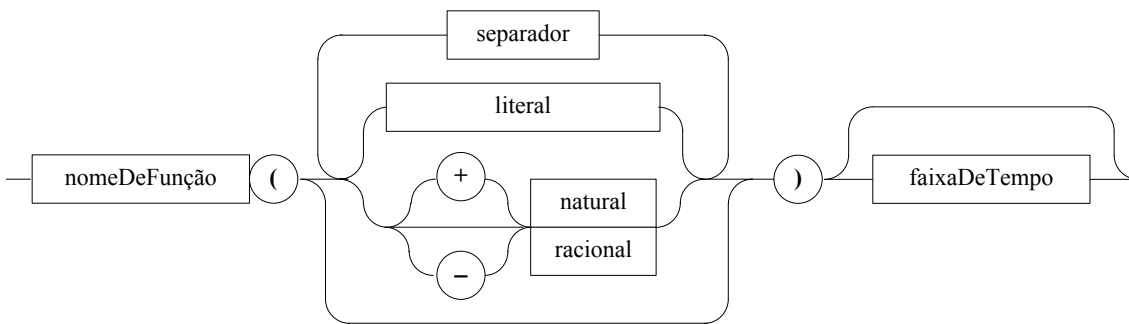 separador
literal
+
nomeDeFunção ( ) faixaDeTempo
natural
racional
−